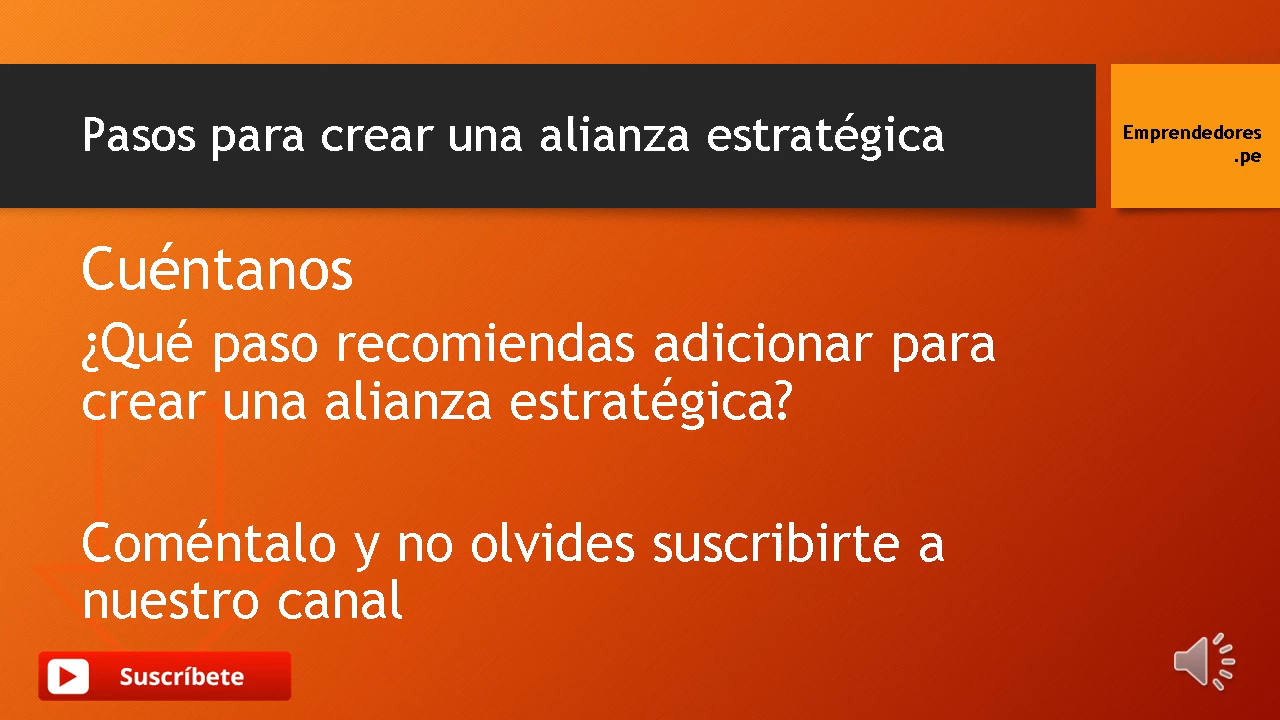 Pasos para crear una alianza estratégica
Emprendedores
.pe
Cuéntanos
¿Qué paso recomiendas adicionar para
crear una alianza estratégica?
Coméntalo y no olvides suscribirte a
nuestro canal
Suscríbete